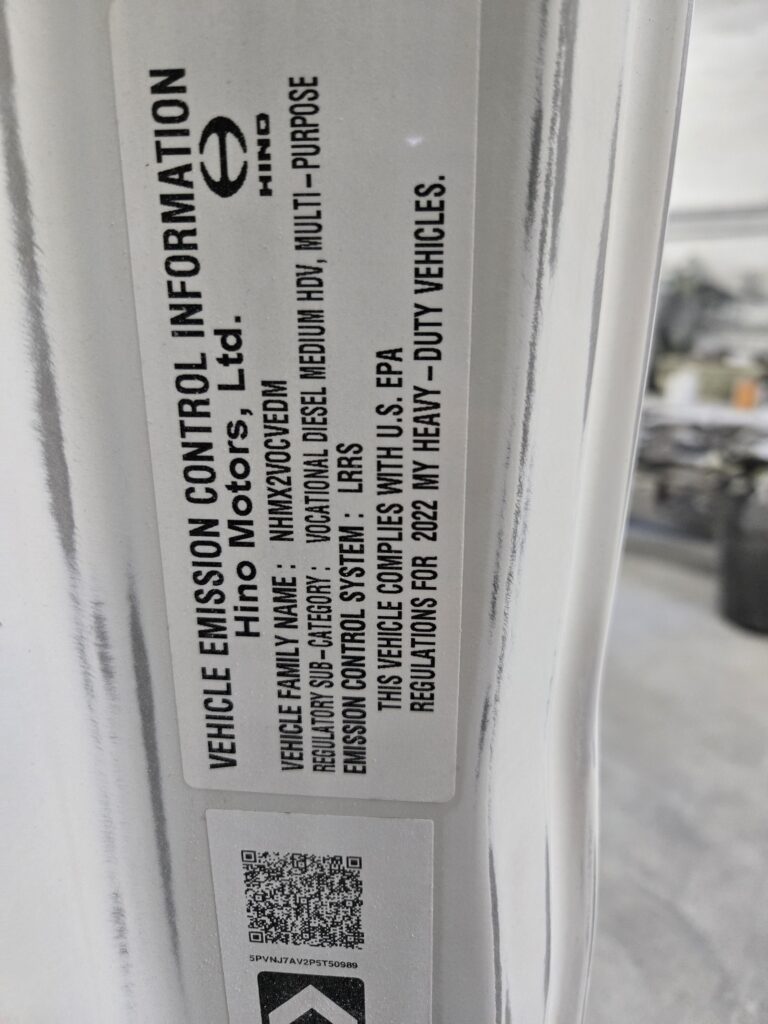 VEHICLE EMISSION CONTROL INFORMATION
Hino Motors, Ltd.
HINO
VEHICLE FAMILY NAME : NHMX2VOCVEDM
REGULATORY SUB-CATEGORY : VOCATIONAL DIESEL MEDIUM HDV, MULTI-PURPOSE
EMISSION CONTROL SYSTEM : LRRS
THIS VEHICLE COMPLIES WITH U.S. EPA
REGULATIONS FOR 2022 MY HEAVY-DUTY VEHICLES.
5PVNJ7AV2P5T50989